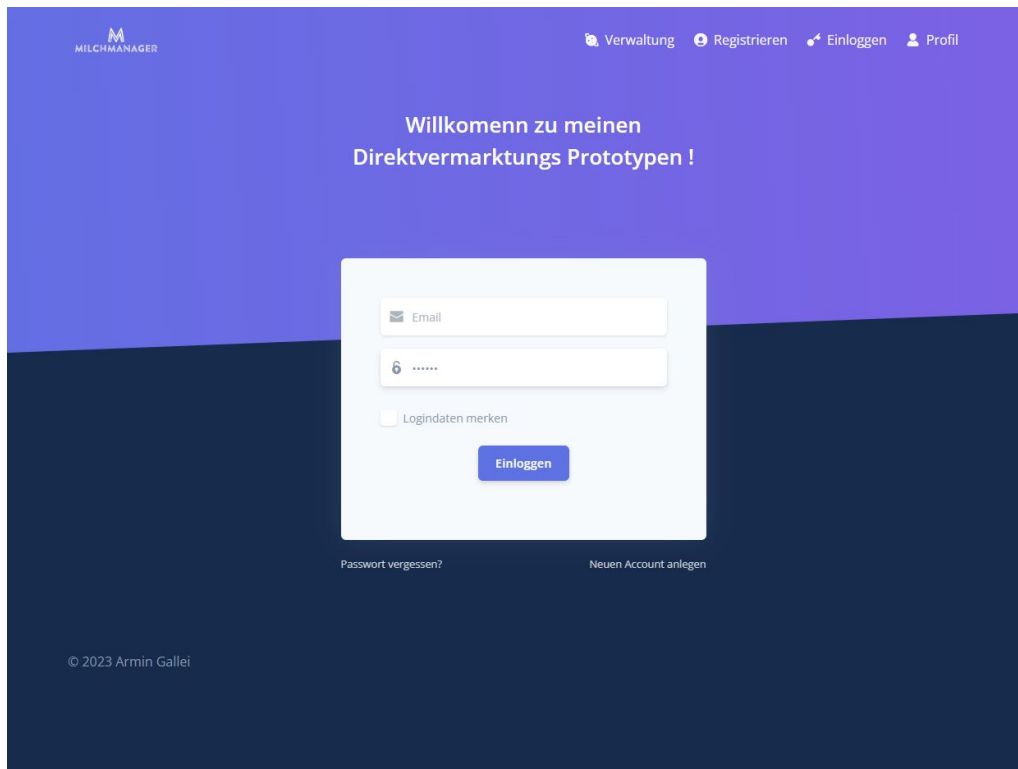 MILCHMANAGER
Verwaltung Registrieren Einloggen Profil
Willkomenn zu meinen
Direktvermarktungs Prototypen !
Email
••••••
Logindaten merken
Einloggen
Passwort vergessen? Neuen Account anlegen
© 2023 Armin Gallei